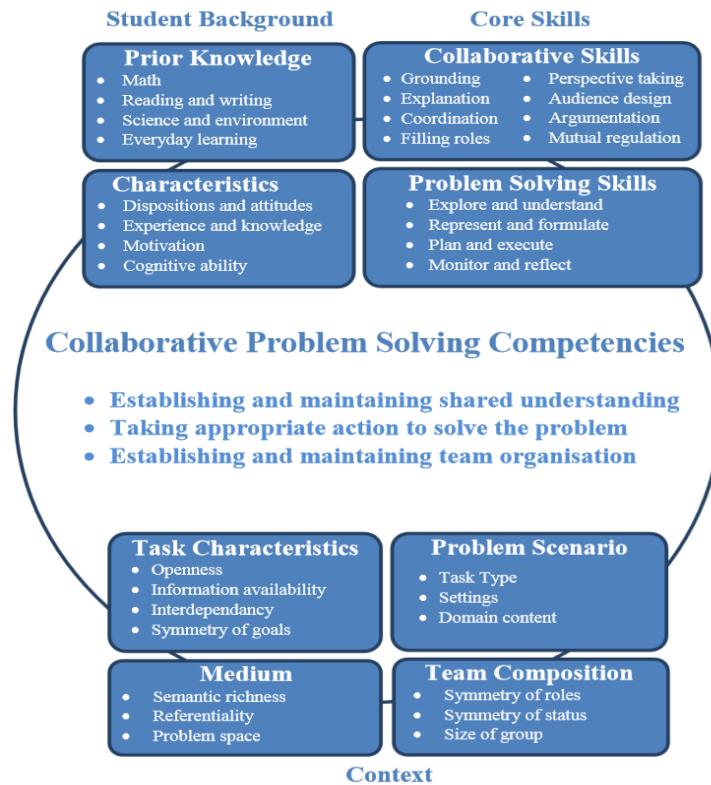 Student Background
Core Skills
Prior Knowledge
• Math
• Reading and writing
• Science and environment
• Everyday learning
Collaborative Skills
• Grounding
• Explanation
• Coordination
• Filling roles
• Perspective taking
• Audience design
• Argumentation
• Mutual regulation
Characteristics
• Dispositions and attitudes
• Experience and knowledge
• Motivation
• Cognitive ability
Problem Solving Skills
• Explore and understand
• Represent and formulate
• Plan and execute
• Monitor and reflect
Collaborative Problem Solving Competencies
• Establishing and maintaining shared understanding
• Taking appropriate action to solve the problem
• Establishing and maintaining team organisation
Task Characteristics
• Openness
• Information availability
• Interdependancy
• Symmetry of goals
Problem Scenario
• Task Type
• Settings
• Domain content
Medium
• Semantic richness
• Referentiality
• Problem space
Team Composition
• Symmetry of roles
• Symmetry of status
• Size of group
Context